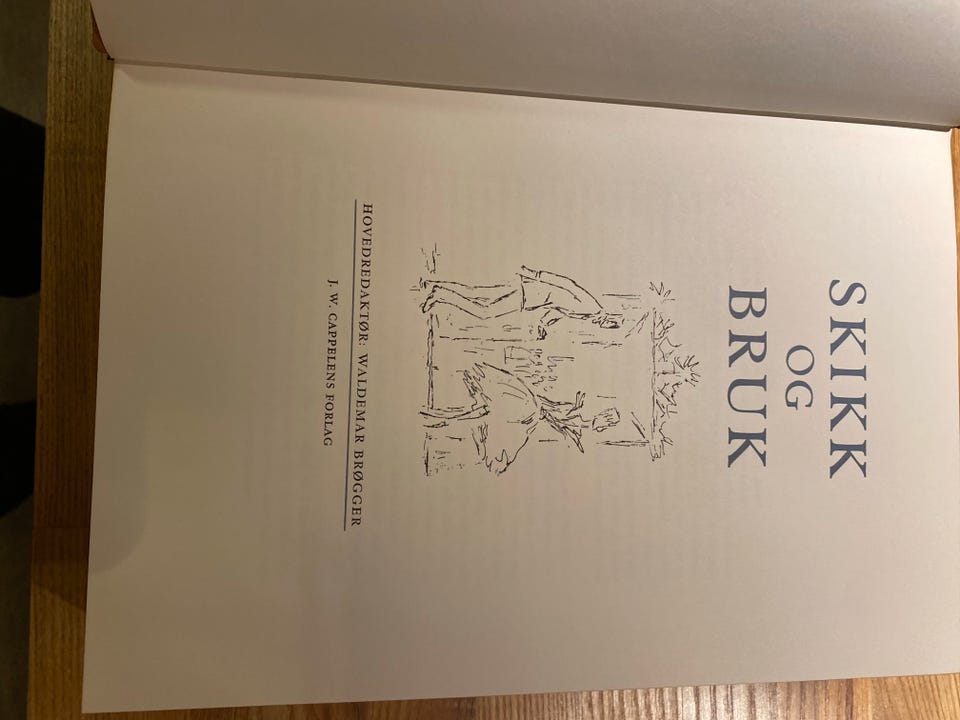 SKIKK
OG
BRUK
HOVEDREDAKTØR: WALDEMAR BRØGGER
J. W. CAPPELENS FORLAG